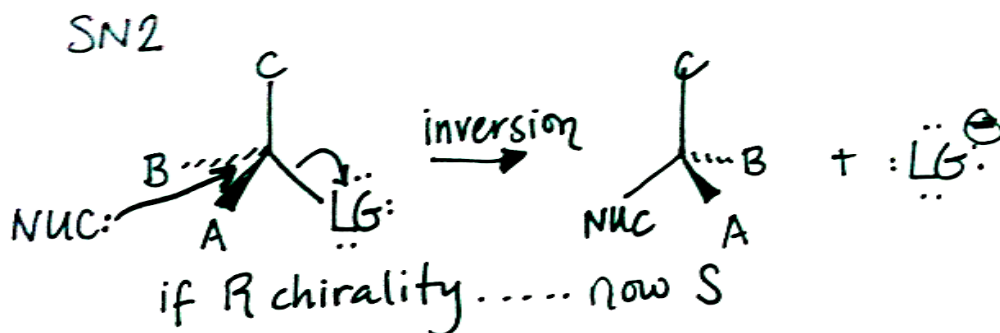 SN2
C C
inversion
B B + :LG:⊖
NUC: A LG: NUC A
if R chirality ..... now S